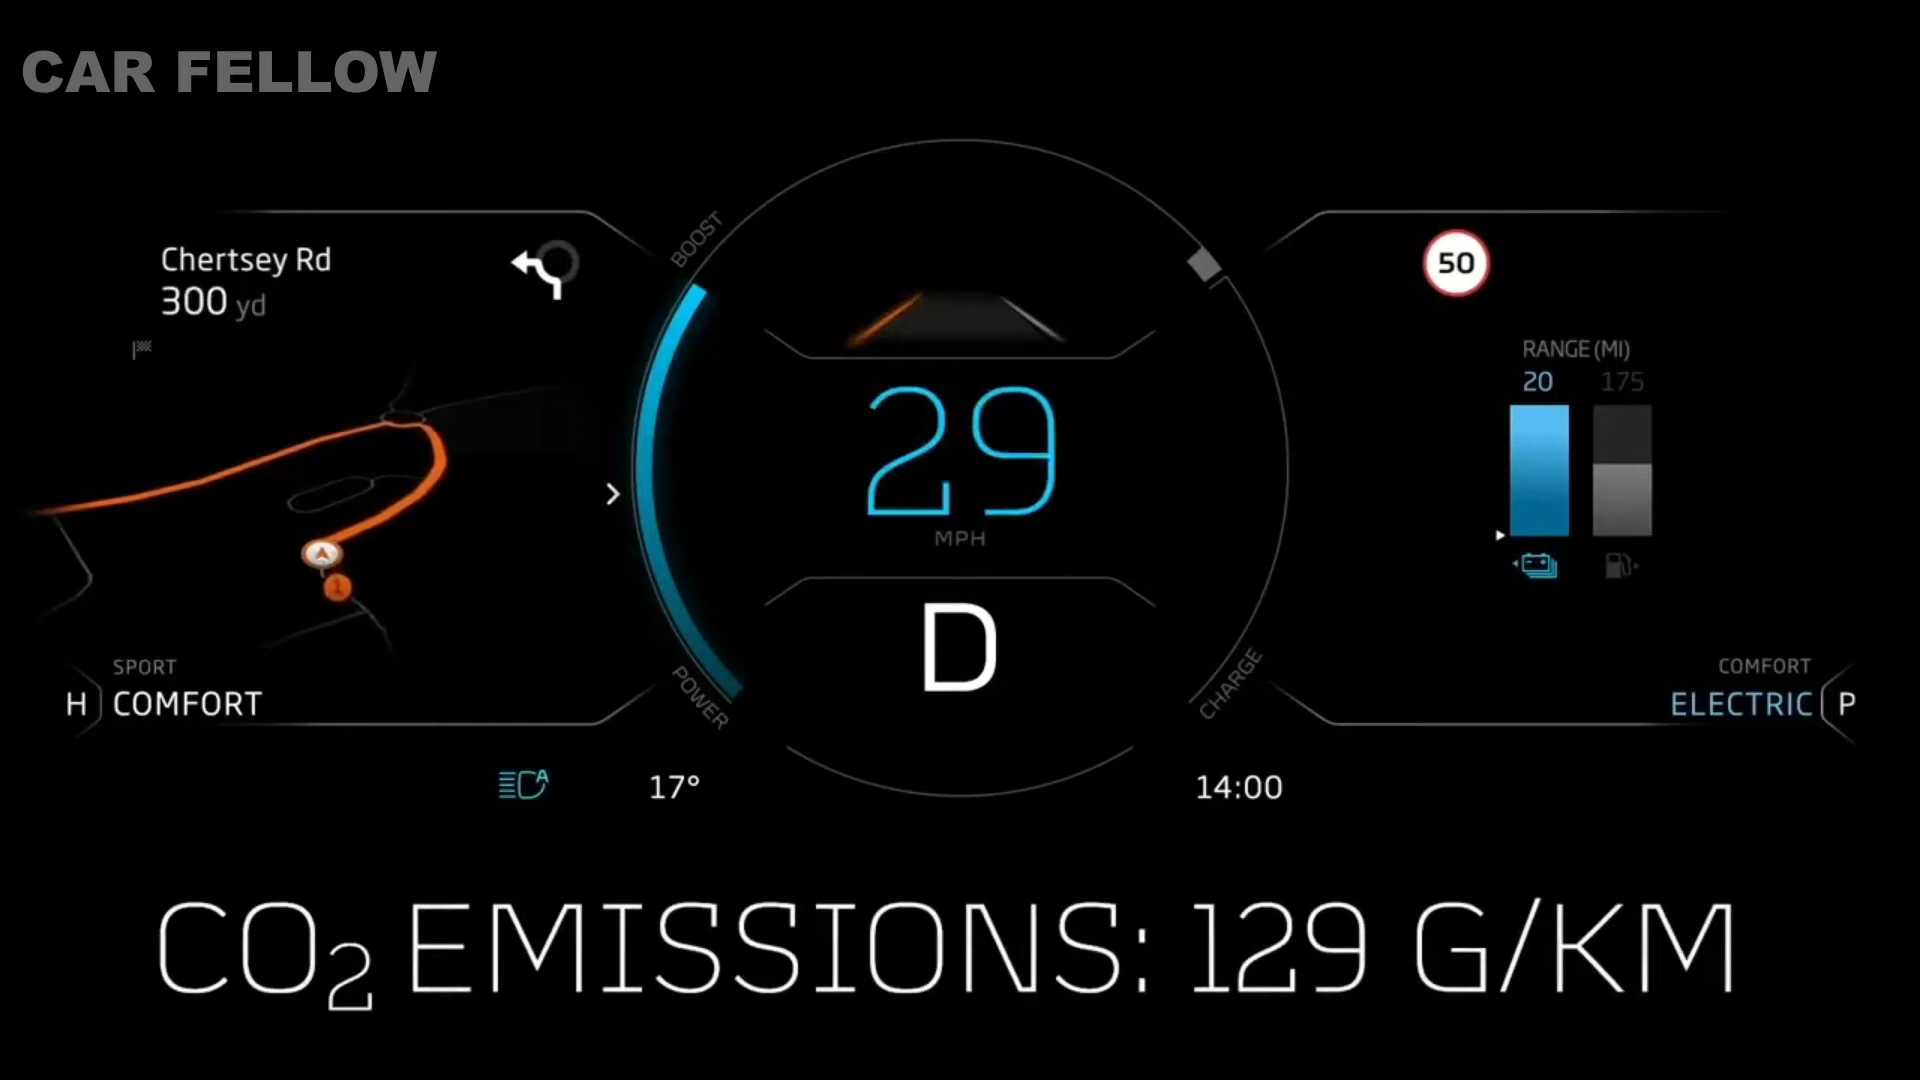 CAR FELLOW
Chertsey Rd
300 yd
BOOST
50
RANGE (MI)
20 175
29
MPH
1
D
POWER
CHARGE
SPORT
H COMFORT
COMFORT
ELECTRIC P
A
17°
14:00
CO2 EMISSIONS: 129 G/KM